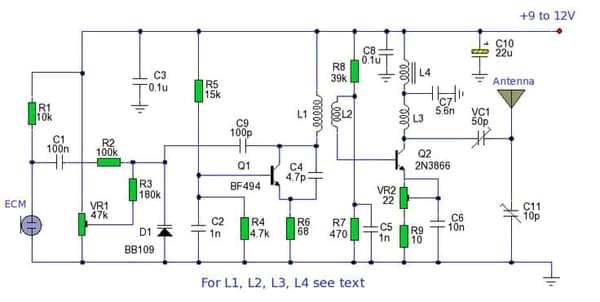 +9 to 12V
C3
0.1u
R1
10k
C1
100n
R2
100k
R3
180k
ECM
VR1
47k
D1
BB109
R5
15k
C9
100p
Q1
BF494
C4
4.7p
C2
1n
R4
4.7k
R6
68
L1
L2
R8
39k
C8
0.1u
L4
C7
5.6n
L3
Q2
2N3866
VR2
22
R7
470
C5
1n
R9
10
C6
10n
C10
22u
Antenna
VC1
50p
C11
10p
For L1, L2, L3, L4 see text